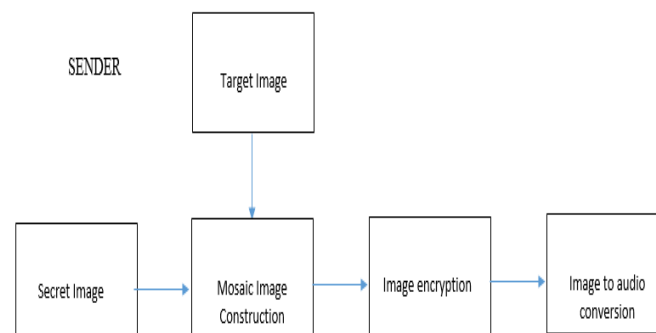 SENDER
Target Image
Secret Image
Mosaic Image
Construction
Image encryption
Image to audio
conversion